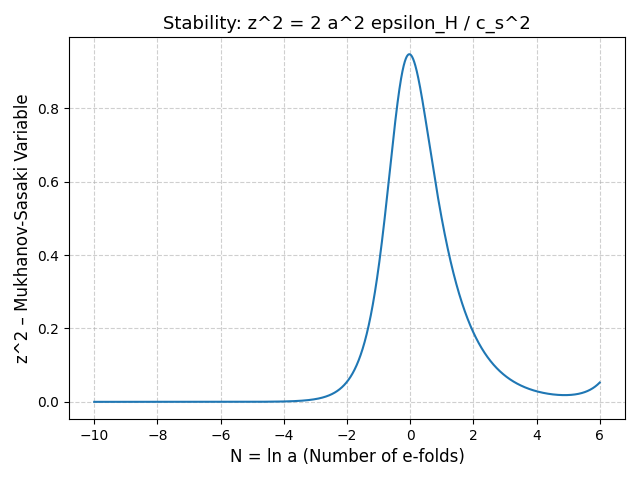 Stability: z^2 = 2 a^2 epsilon_H / c_s^2
z^2 – Mukhanov-Sasaki Variable
0.8
0.6
0.4
0.2
0.0
−10 −8 −6 −4 −2 0 2 4 6
N = ln a (Number of e-folds)